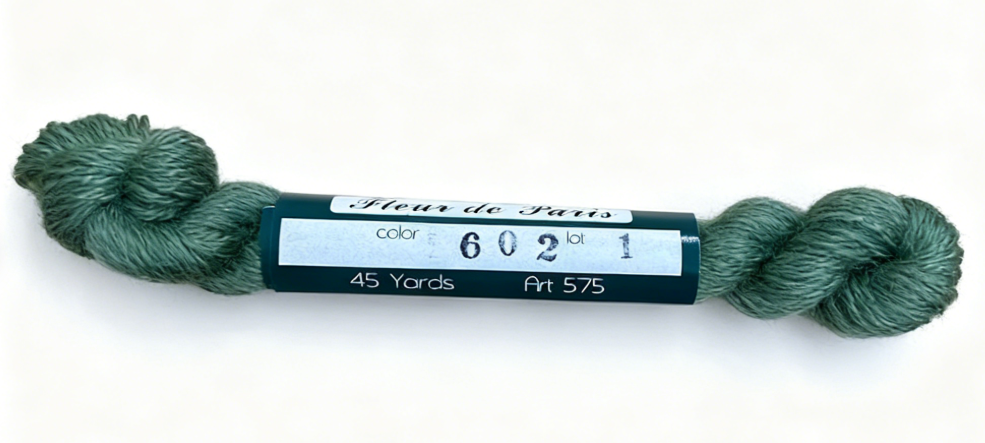 Fleur de Paris
color 602 lot 1
45 Yards Art 575